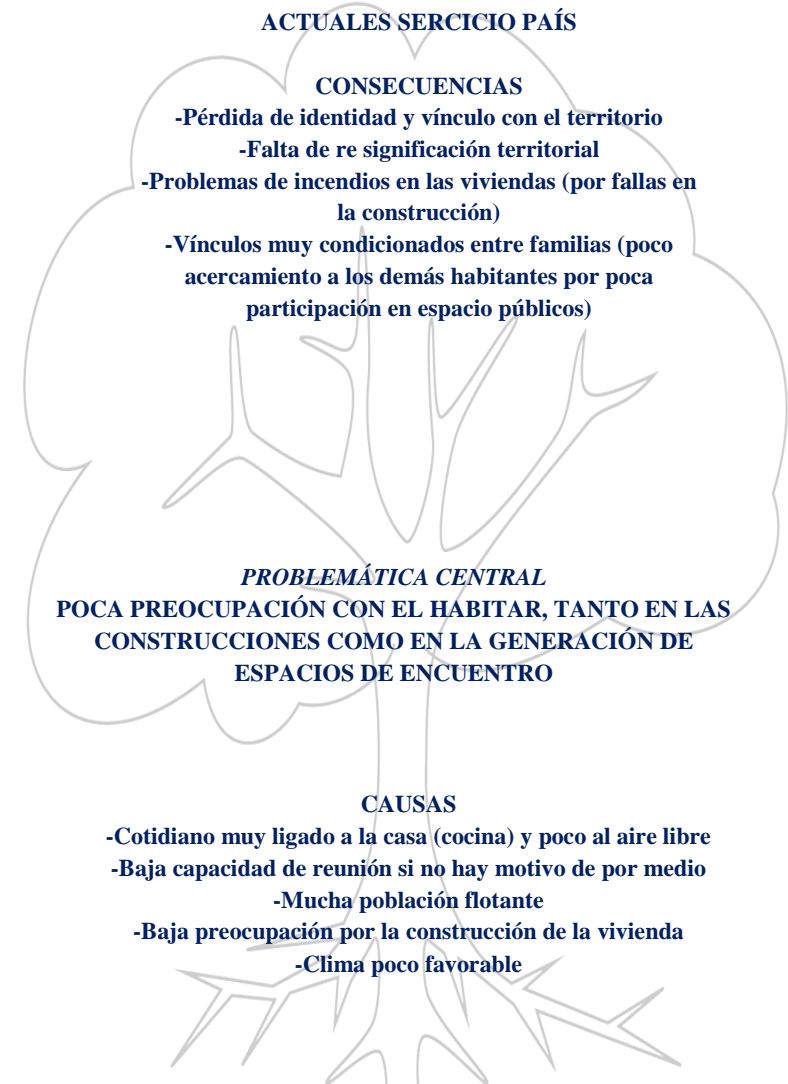 ACTUALES SERCICIO PAÍS
CONSECUENCIAS
-Pérdida de identidad y vínculo con el territorio
-Falta de re significación territorial
-Problemas de incendios en las viviendas (por fallas en
la construcción)
-Vínculos muy condicionados entre familias (poco
acercamiento a los demás habitantes por poca
participación en espacio públicos)
PROBLEMÁTICA CENTRAL
POCA PREOCUPACIÓN CON EL HABITAR, TANTO EN LAS
CONSTRUCCIONES COMO EN LA GENERACIÓN DE
ESPACIOS DE ENCUENTRO
CAUSAS
-Cotidiano muy ligado a la casa (cocina) y poco al aire libre
-Baja capacidad de reunión si no hay motivo de por medio
-Mucha población flotante
-Baja preocupación por la construcción de la vivienda
-Clima poco favorable